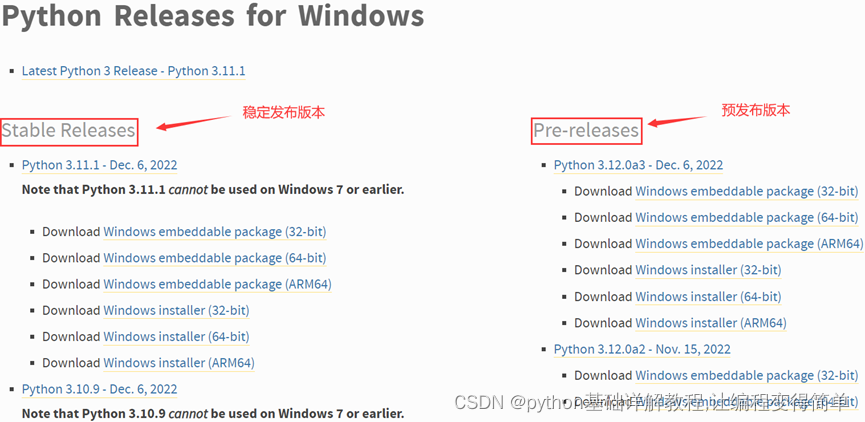 Python Releases for Windows
Latest Python 3 Release - Python 3.11.1
稳定发布版本
Stable Releases
Python 3.11.1 - Dec. 6, 2022
Note that Python 3.11.1 cannot be used on Windows 7 or earlier.
Download Windows embeddable package (32-bit)
Download Windows embeddable package (64-bit)
Download Windows embeddable package (ARM64)
Download Windows installer (32-bit)
Download Windows installer (64-bit)
Download Windows installer (ARM64)
Python 3.10.9 - Dec. 6, 2022
Note that Python 3.10.9 cannot be used on Windows 7 or earlier.
预发布版本
Pre-releases
Python 3.12.0a3 - Dec. 6, 2022
Download Windows embeddable package (32-bit)
Download Windows embeddable package (64-bit)
Download Windows embeddable package (ARM64)
Download Windows installer (32-bit)
Download Windows installer (64-bit)
Download Windows installer (ARM64)
Python 3.12.0a2 - Nov. 15, 2022
Download Windows embeddable package (32-bit)
Download Windows embeddable package (64-bit)
CSDN @python基础详解教程,让编程变得简单